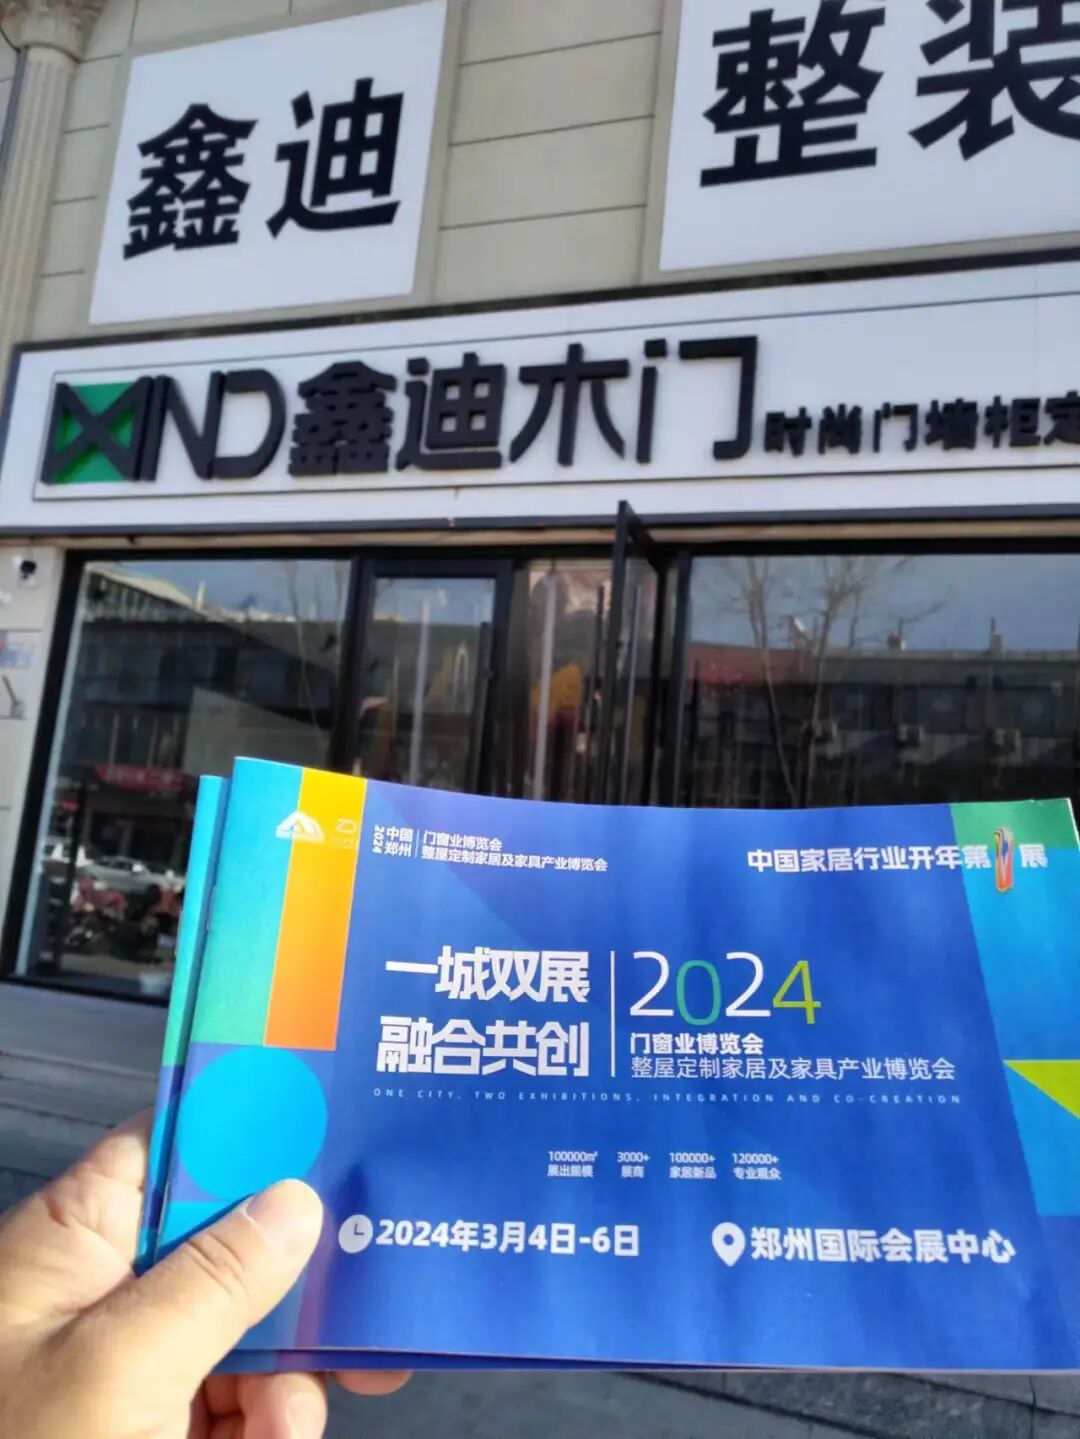 鑫迪
整装
XIND 鑫迪木门 时尚门墙柜定
2024 中国 郑州 门窗业博览会
整屋定制家居及家具产业博览会
中国家居行业开年第1展
一城双展
融合共创
2024
门窗业博览会
整屋定制家居及家具产业博览会
ONE CITY, TWO EXHIBITIONS, INTEGRATION AND CO-CREATION
100000㎡ 3000+ 100000+ 120000+
展出规模 展商 家居新品 专业观众
2024年3月4日-6日
郑州国际会展中心